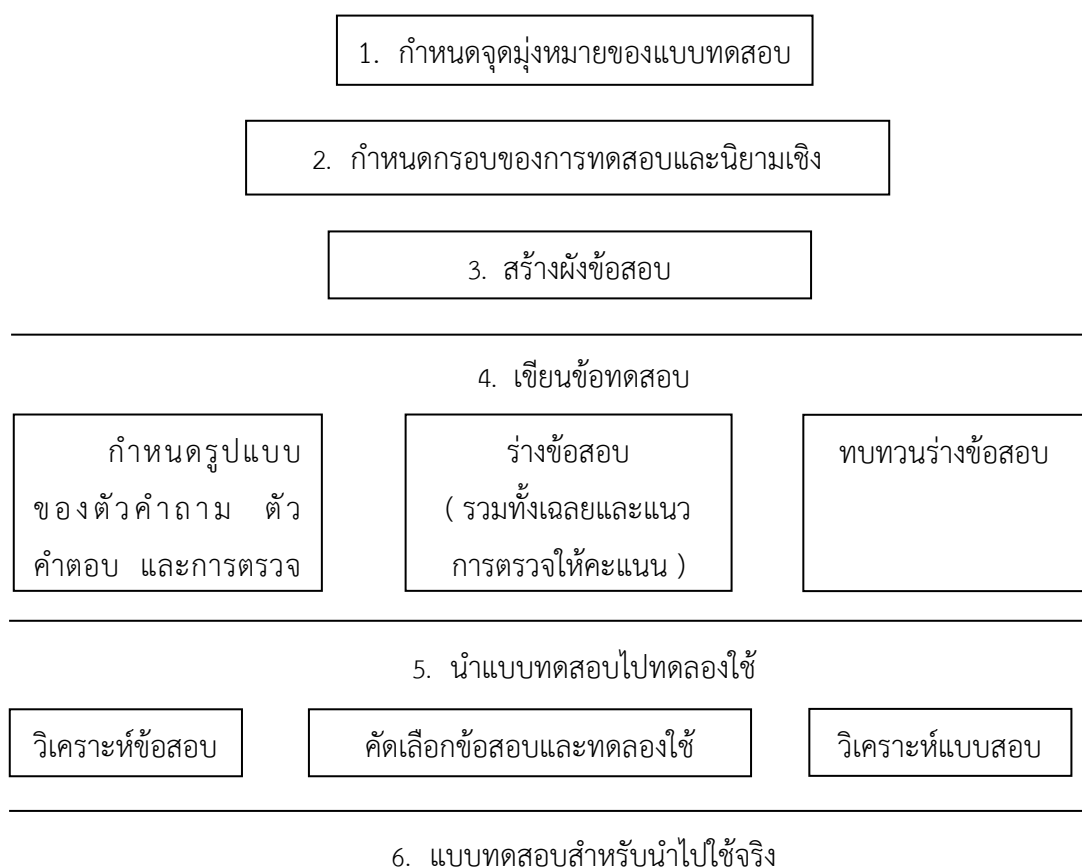 1. กำหนดจุดมุ่งหมายของแบบทดสอบ
2. กำหนดกรอบของการทดสอบและนิยามเชิง
3. สร้างผังข้อสอบ
4. เขียนข้อทดสอบ
กำหนดรูปแบบ
ของตัวคำถาม ตัว
คำตอบ และการตรวจ
ร่างข้อสอบ
( รวมทั้งเฉลยและแนว
การตรวจให้คะแนน )
ทบทวนร่างข้อสอบ
5. นำแบบทดสอบไปทดลองใช้
วิเคราะห์ข้อสอบ
คัดเลือกข้อสอบและทดลองใช้
วิเคราะห์แบบสอบ
6. แบบทดสอบสำหรับนำไปใช้จริง